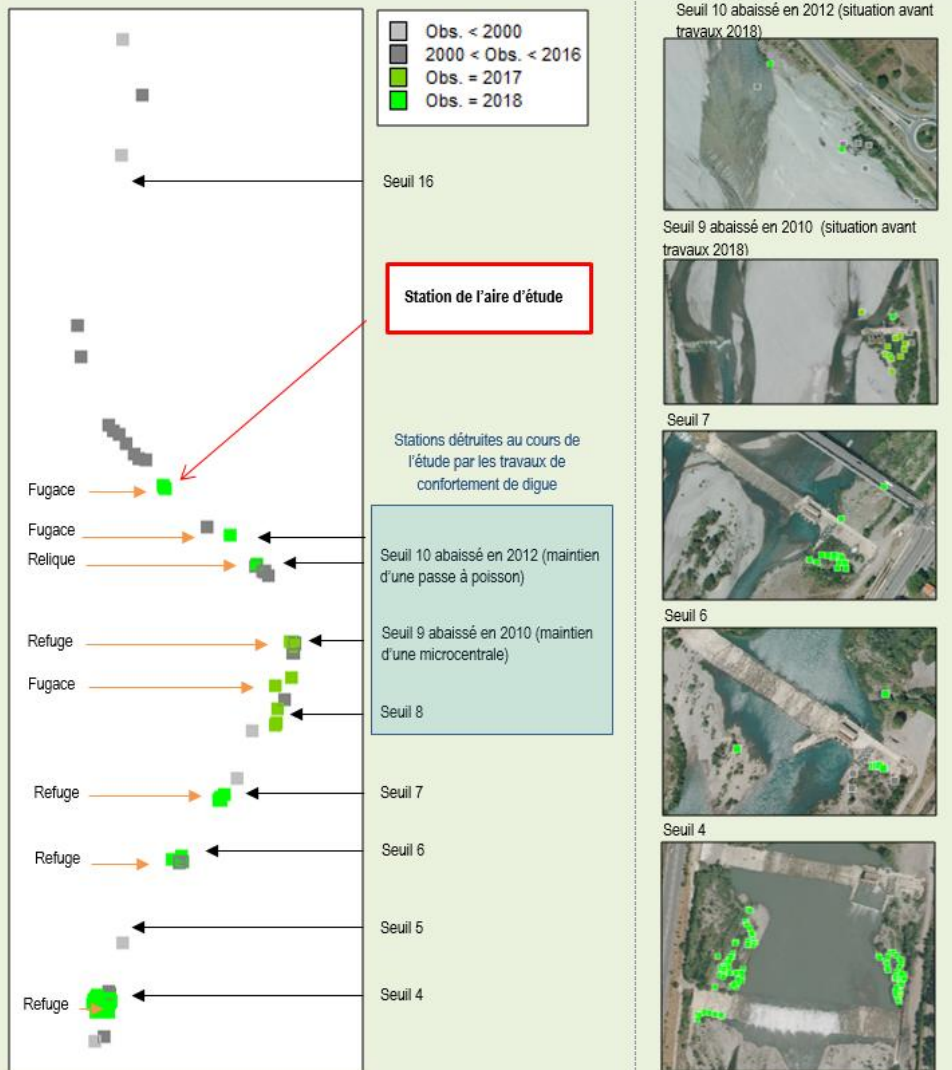 Obs. < 2000
2000 < Obs. < 2016
Obs. = 2017
Obs. = 2018
Seuil 16
Station de l'aire d'étude
Stations détruites au cours de
l'étude par les travaux de
confortement de digue
Fugace
Fugace
Relique
Seuil 10 abaissé en 2012 (maintien
d'une passe à poisson)
Refuge
Seuil 9 abaissé en 2010 (maintien
d'une microcentrale)
Fugace
Seuil 8
Refuge
Seuil 7
Refuge
Seuil 6
Seuil 5
Refuge
Seuil 4
Seuil 10 abaissé en 2012 (situation avant
travaux 2018)
Seuil 9 abaissé en 2010 (situation avant
travaux 2018)
Seuil 7
Seuil 6
Seuil 4